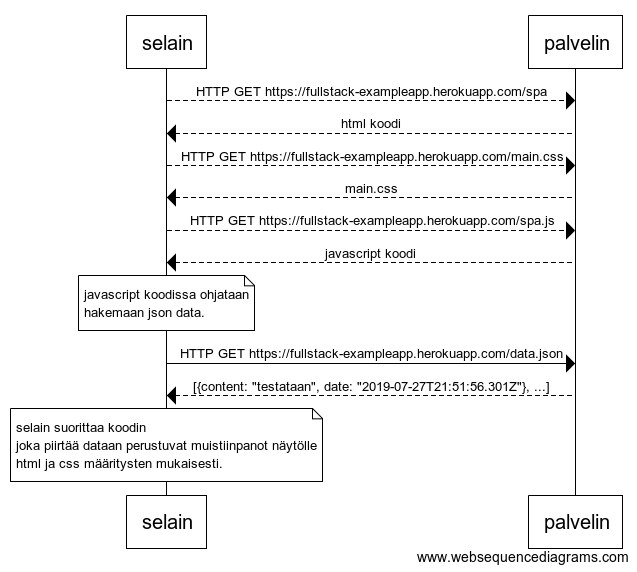 selain palvelin
HTTP GET https://fullstack-exampleapp.herokuapp.com/spa
html koodi
HTTP GET https://fullstack-exampleapp.herokuapp.com/main.css
main.css
HTTP GET https://fullstack-exampleapp.herokuapp.com/spa.js
javascript koodi
javascript koodissa ohjataan
hakemaan json data.
HTTP GET https://fullstack-exampleapp.herokuapp.com/data.json
[{content: "testataan", date: "2019-07-27T21:51:56.301Z"}, ...]
selain suorittaa koodin
joka piirtää dataan perustuvat muistiinpanot näytölle
html ja css määritysten mukaisesti.
selain palvelin
www.websequencediagrams.com